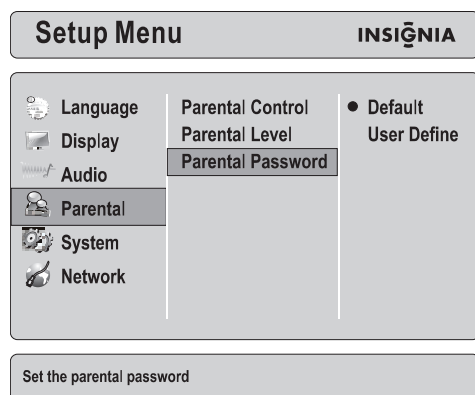 Setup Menu
INSIGNIA
Language
Display
Audio
Parental
System
Network
Parental Control
Parental Level
Parental Password
Default
User Define
Set the parental password